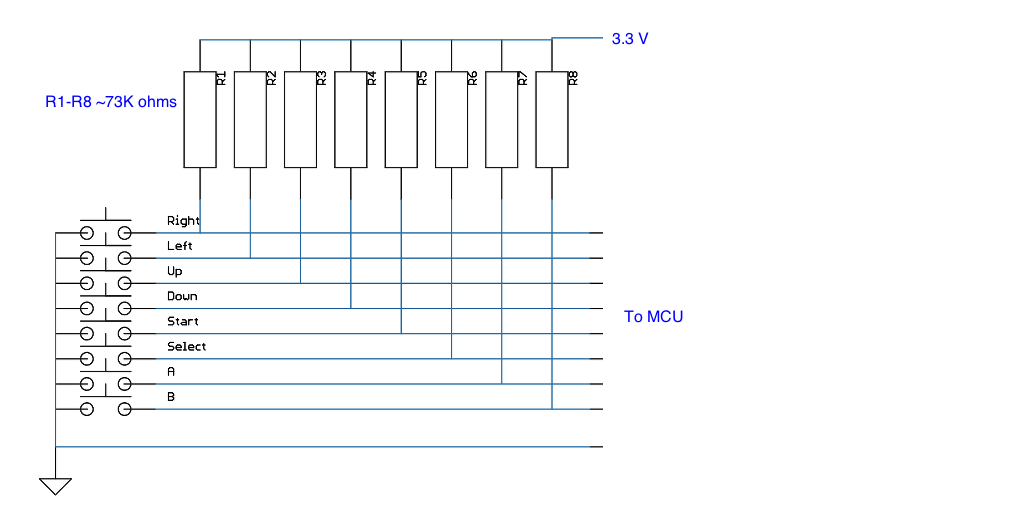 3.3 V
R1
R2
R3
R4
R5
R6
R7
R8
R1-R8 ~73K ohms
Right
Left
Up
Down
Start
To MCU
Select
A
B